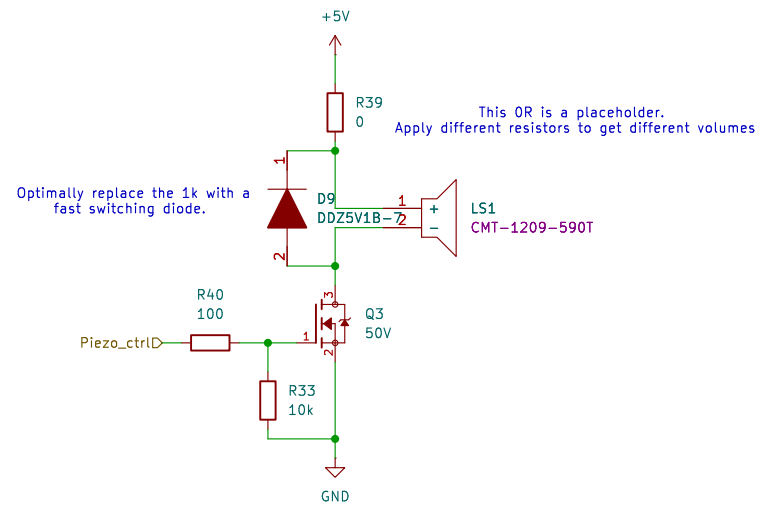 +5V
R39
0
This 0R is a placeholder.
Apply different resistors to get different volumes
1
Optimally replace the 1k with a
fast switching diode.
D9
DDZ5V1B-7
1
2
+
-
LS1
CMT-1209-590T
2
R40
100
3
Q3
50V
Piezo_ctrl
1
2
R33
10k
GND